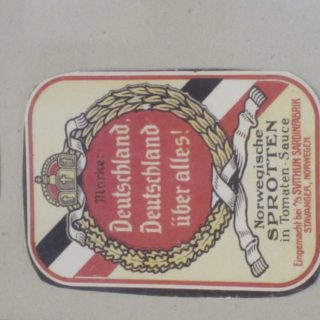 Marke:
Deutschland,
Deutschland
über alles!
Norwegische
SPROTTEN
in Tomaten-Sauce
Eingemacht bei A/S SVITHUN SARDINFABRIK
STAVANGER, NORWEGEN.